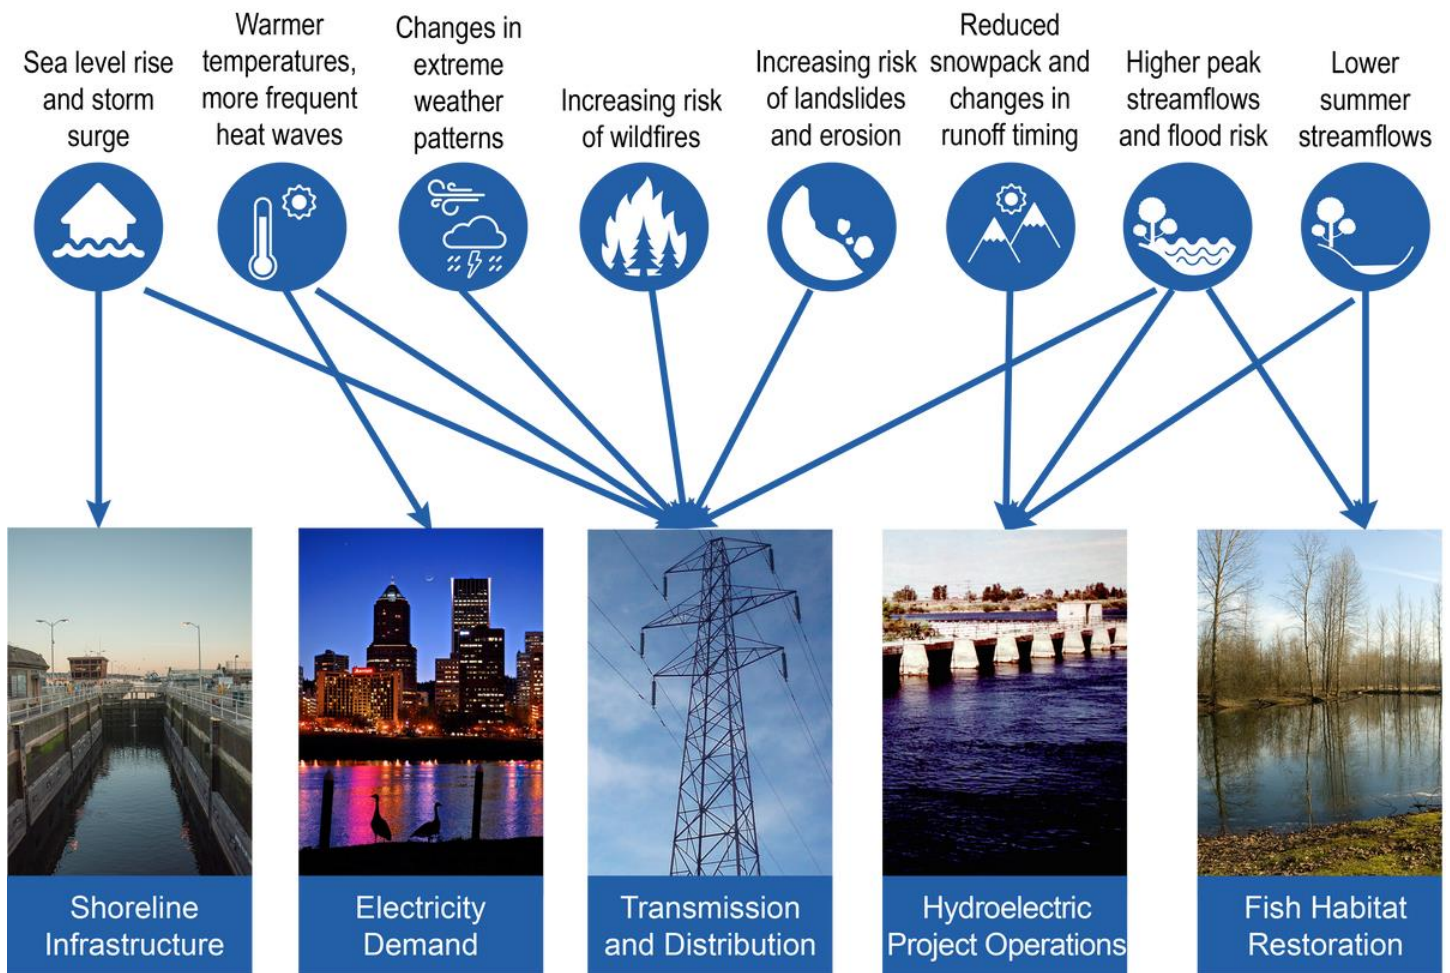 Sea level rise
and storm
surge
Warmer
temperatures,
more frequent
heat waves
Changes in
extreme
weather
patterns
Increasing risk
of wildfires
Increasing risk
of landslides
and erosion
Reduced
snowpack and
changes in
runoff timing
Higher peak
streamflows
and flood risk
Lower
summer
streamflows
Shoreline
Infrastructure
Electricity
Demand
Transmission
and Distribution
Hydroelectric
Project Operations
Fish Habitat
Restoration